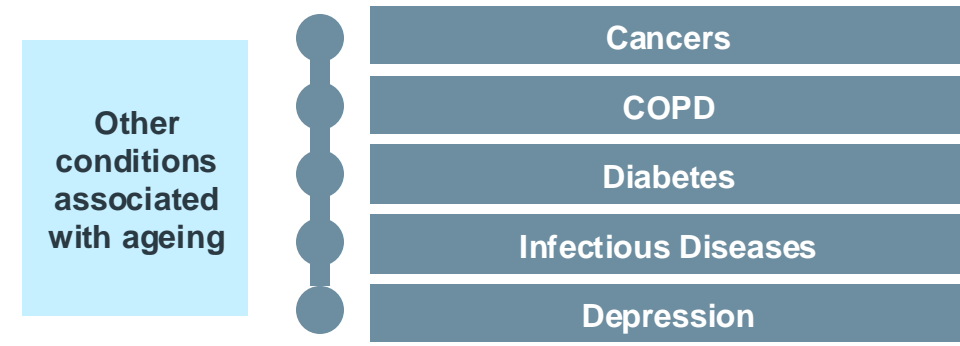 Other
conditions
associated
with ageing
Cancers
COPD
Diabetes
Infectious Diseases
Depression